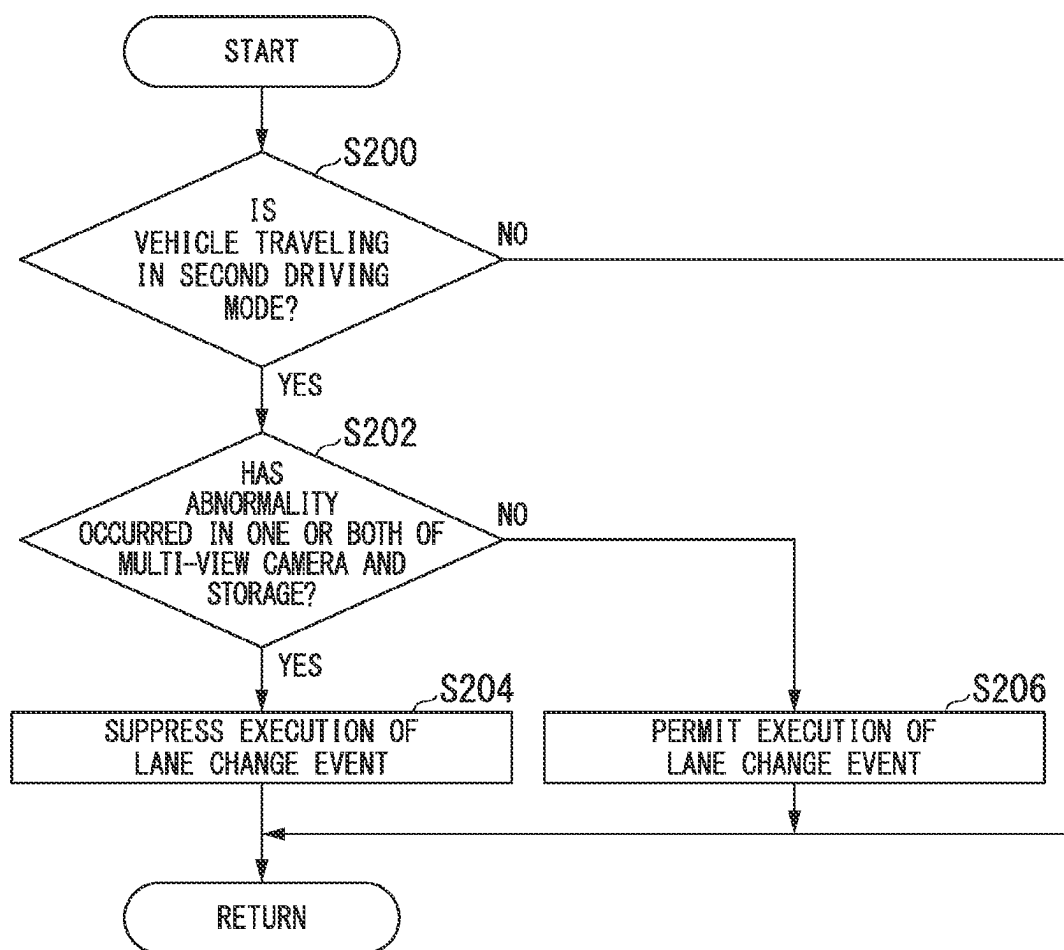 START
S200
IS
VEHICLE TRAVELING
IN SECOND DRIVING
MODE?
NO
YES
S202
HAS
ABNORMALITY
OCCURRED IN ONE OR BOTH OF
MULTI-VIEW CAMERA AND
STORAGE?
NO
YES
S204
SUPPRESS EXECUTION OF
LANE CHANGE EVENT
S206
PERMIT EXECUTION OF
LANE CHANGE EVENT
RETURN